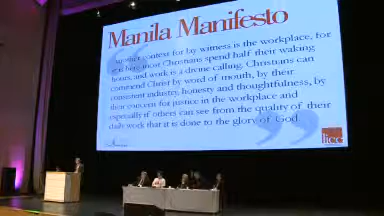 Manila Manifesto
context for lay witness is the workplace, for
it is here most Christians spend half their waking
hours, and work is a divine calling. Christians can
commend Christ by word of mouth, by their
consistent industry, honesty and thoughtfulness, by
their concern for justice in the workplace and
especially if others can see from the quality of their
daily work that it is done to the glory of God
licc